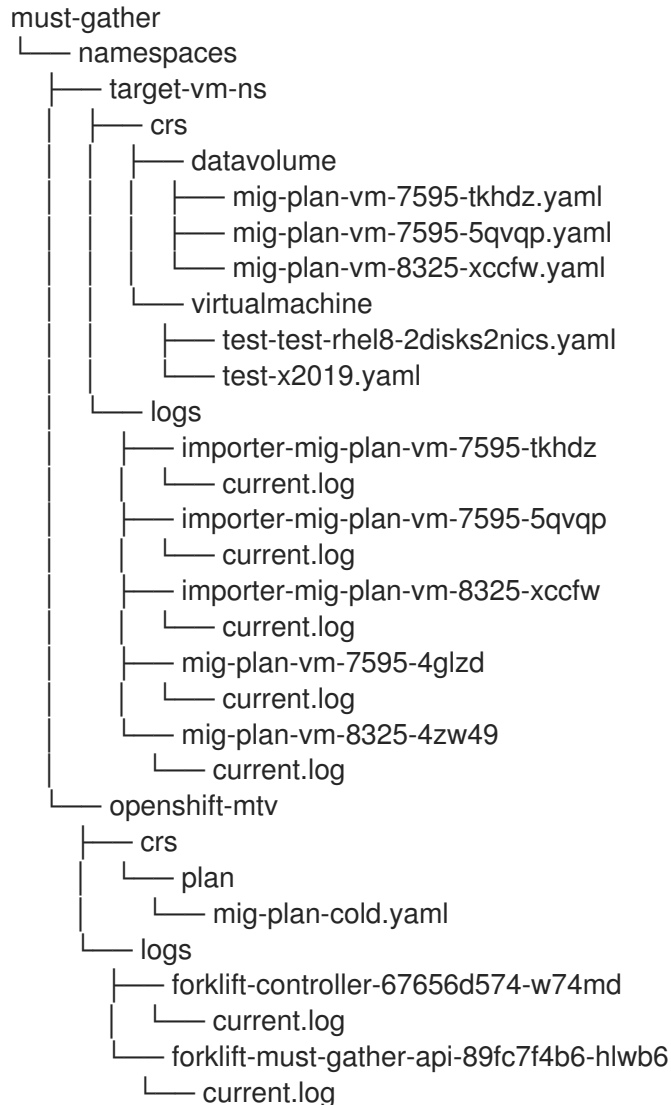 must-gather
└── namespaces
    ├── target-vm-ns
    │   ├── crs
    │   │   ├── datavolume
    │   │   │   ├── mig-plan-vm-7595-tkhdz.yaml
    │   │   │   ├── mig-plan-vm-7595-5qvqp.yaml
    │   │   │   └── mig-plan-vm-8325-xccfw.yaml
    │   │   └── virtualmachine
    │   │       ├── test-test-rhel8-2disks2nics.yaml
    │   │       └── test-x2019.yaml
    │   └── logs
    │       ├── importer-mig-plan-vm-7595-tkhdz
    │       │   └── current.log
    │       ├── importer-mig-plan-vm-7595-5qvqp
    │       │   └── current.log
    │       ├── importer-mig-plan-vm-8325-xccfw
    │       │   └── current.log
    │       ├── mig-plan-vm-7595-4glzd
    │       │   └── current.log
    │       └── mig-plan-vm-8325-4zw49
    │           └── current.log
    └── openshift-mtv
        ├── crs
        │   └── plan
        │       └── mig-plan-cold.yaml
        └── logs
            ├── forklift-controller-67656d574-w74md
            │   └── current.log
            └── forklift-must-gather-api-89fc7f4b6-hlwb6
                └── current.log